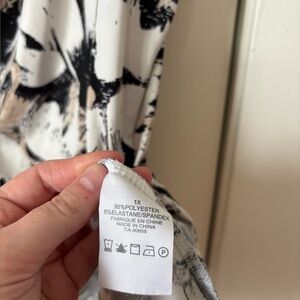 1X
95%POLYESTER
5%ELASTANE/SPANDEX
FABRIQUÉ EN CHINE
MADE IN CHINA
CA 00655
P